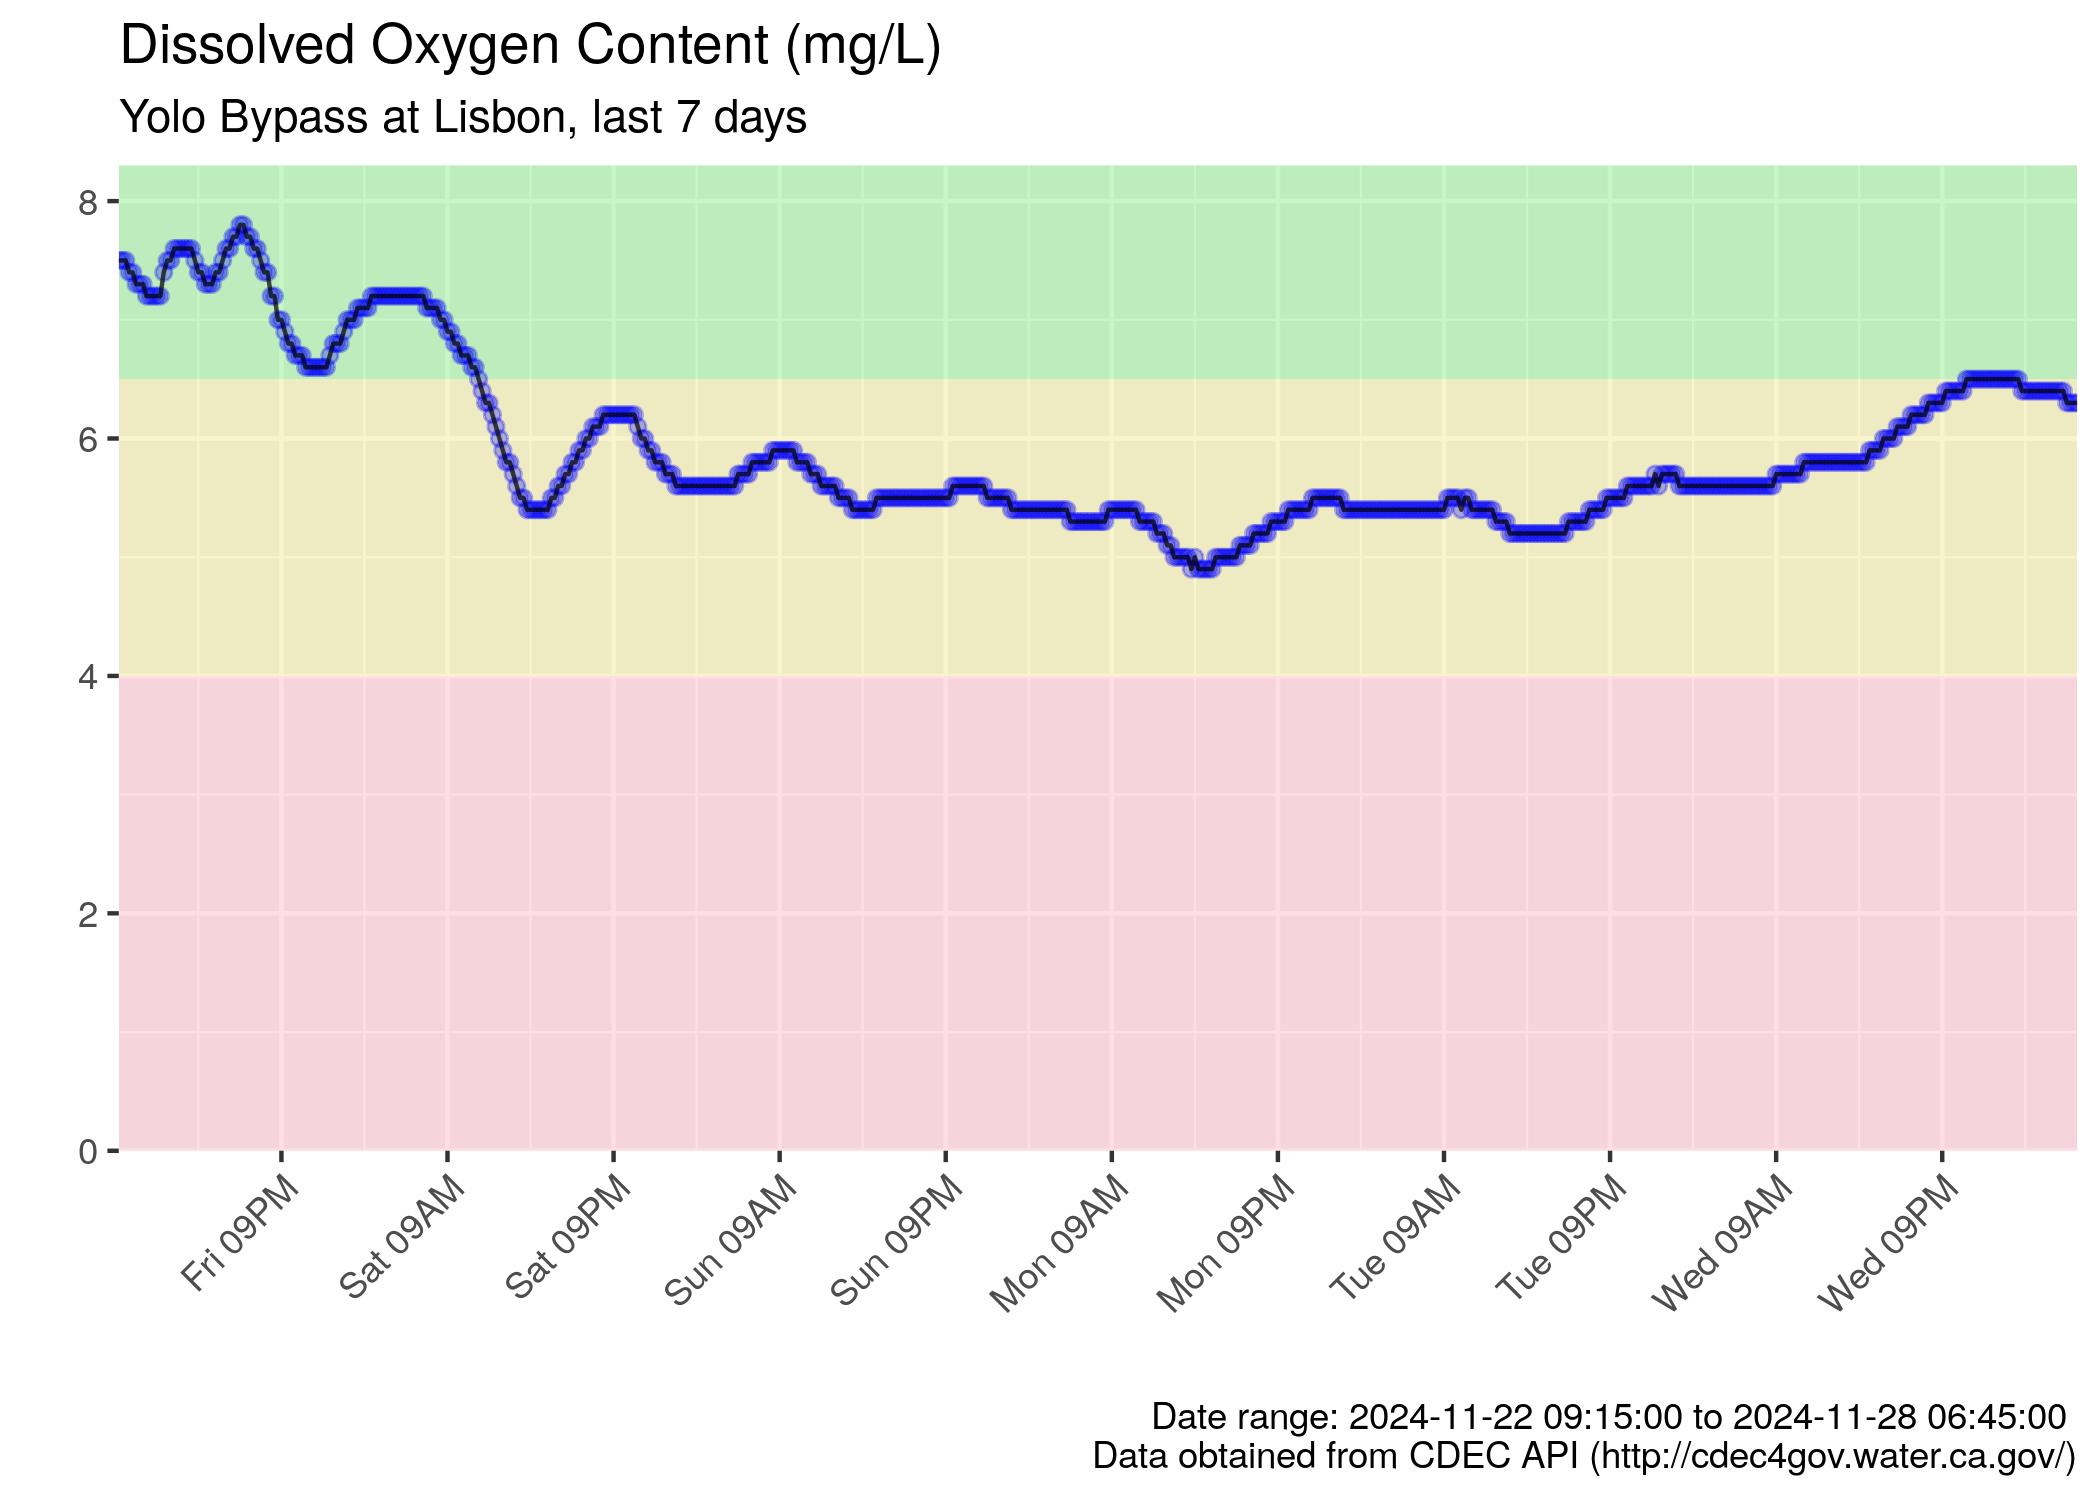 Dissolved Oxygen Content (mg/L)
Yolo Bypass at Lisbon, last 7 days
8
6
4
2
0
Fri 09PM
Sat 09AM
Sat 09PM
Sun 09AM
Sun 09PM
Mon 09AM
Mon 09PM
Tue 09AM
Tue 09PM
Wed 09AM
Wed 09PM
Date range: 2024-11-22 09:15:00 to 2024-11-28 06:45:00
Data obtained from CDEC API (http://cdec4gov.water.ca.gov/)